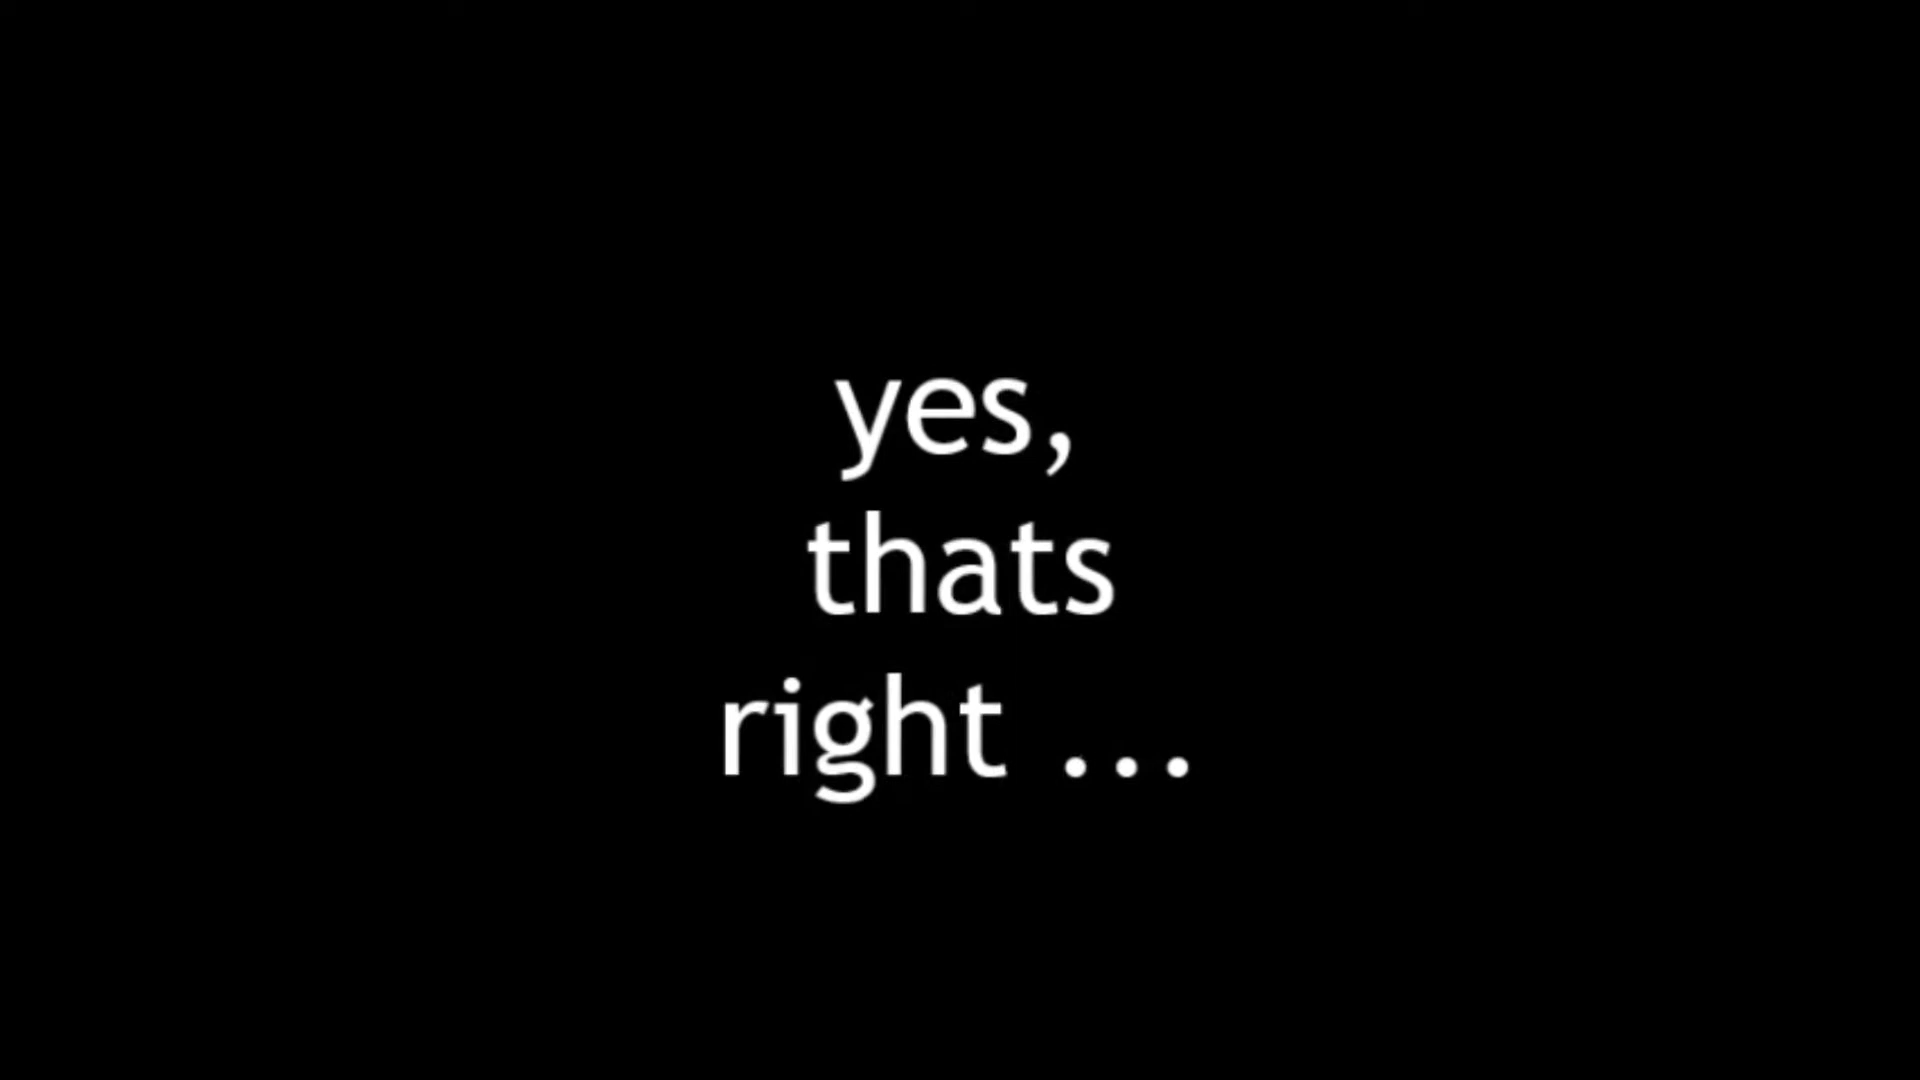 yes,
thats
right ...